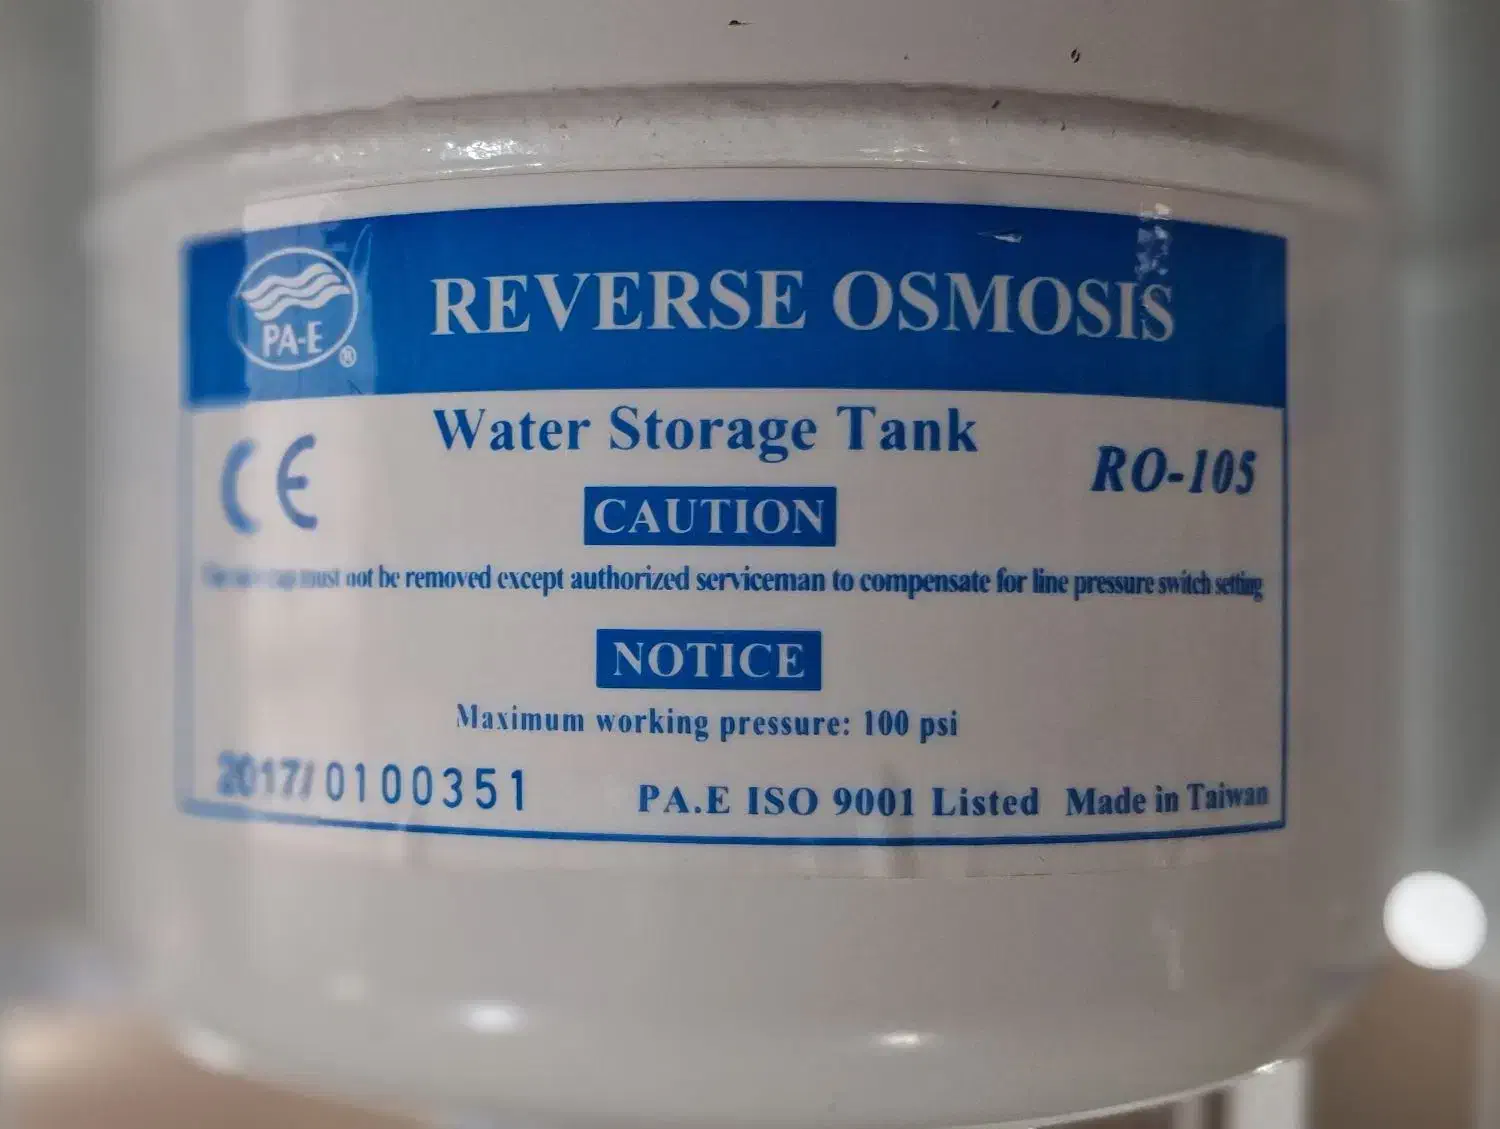 PA-E ®
REVERSE OSMOSIS
Water Storage Tank
CE
RO-105
CAUTION
must not be removed except authorized serviceman to compensate for line pressure switch setting
NOTICE
Maximum working pressure: 100 psi
2017/0100351
PA.E ISO 9001 Listed Made in Taiwan